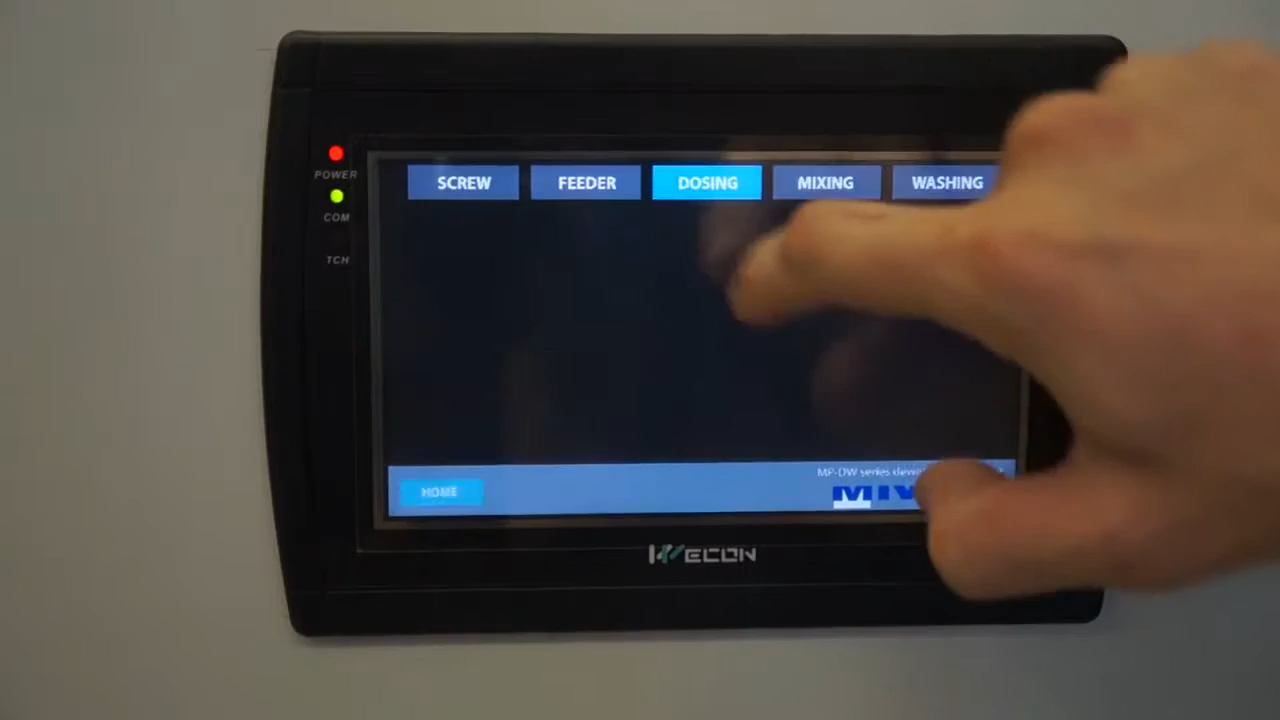 POWER
COM
TCH
SCREW FEEDER DOSING MIXING WASHING
MP-DW series
HOME
WECON